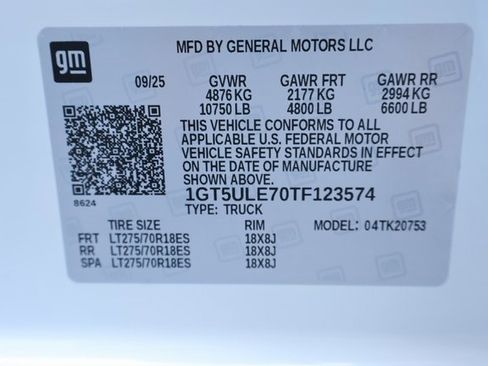 gm
MFD BY GENERAL MOTORS LLC
09/25 GVWR GAWR FRT GAWR RR
4876 KG 2177 KG 2994 KG
10750 LB 4800 LB 6600 LB
THIS VEHICLE CONFORMS TO ALL
APPLICABLE U.S. FEDERAL MOTOR
VEHICLE SAFETY STANDARDS IN EFFECT
ON THE DATE OF MANUFACTURE
SHOWN ABOVE.
8624
1GT5ULE70TF123574
TYPE: TRUCK
TIRE SIZE RIM MODEL: 04TK20753
FRT LT275/70R18ES 18X8J
RR LT275/70R18ES 18X8J
SPA LT275/70R18ES 18X8J